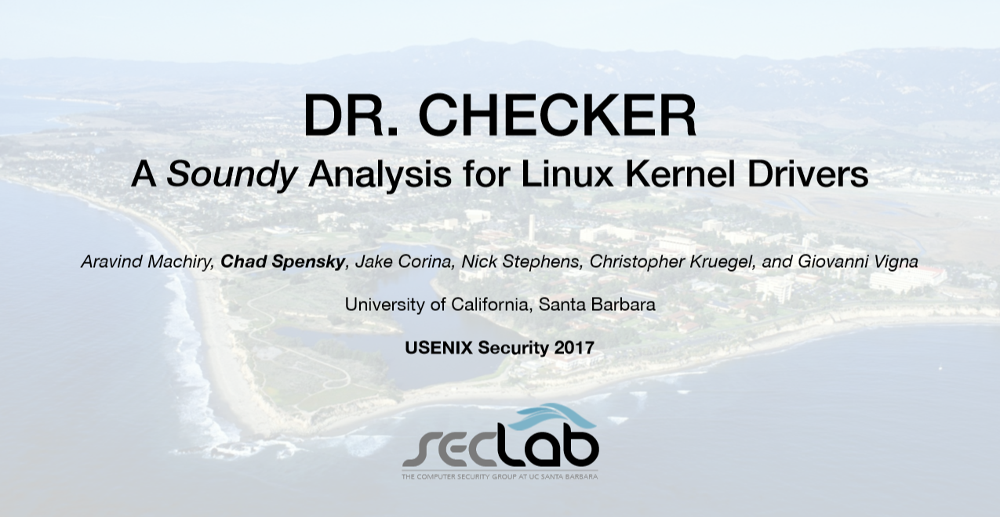 DR. CHECKER
A Soundy Analysis for Linux Kernel Drivers
Aravind Machiry, Chad Spensky, Jake Corina, Nick Stephens, Christopher Kruegel, and Giovanni Vigna
University of California, Santa Barbara
USENIX Security 2017
secLab
THE COMPUTER SECURITY GROUP AT UC SANTA BARBARA